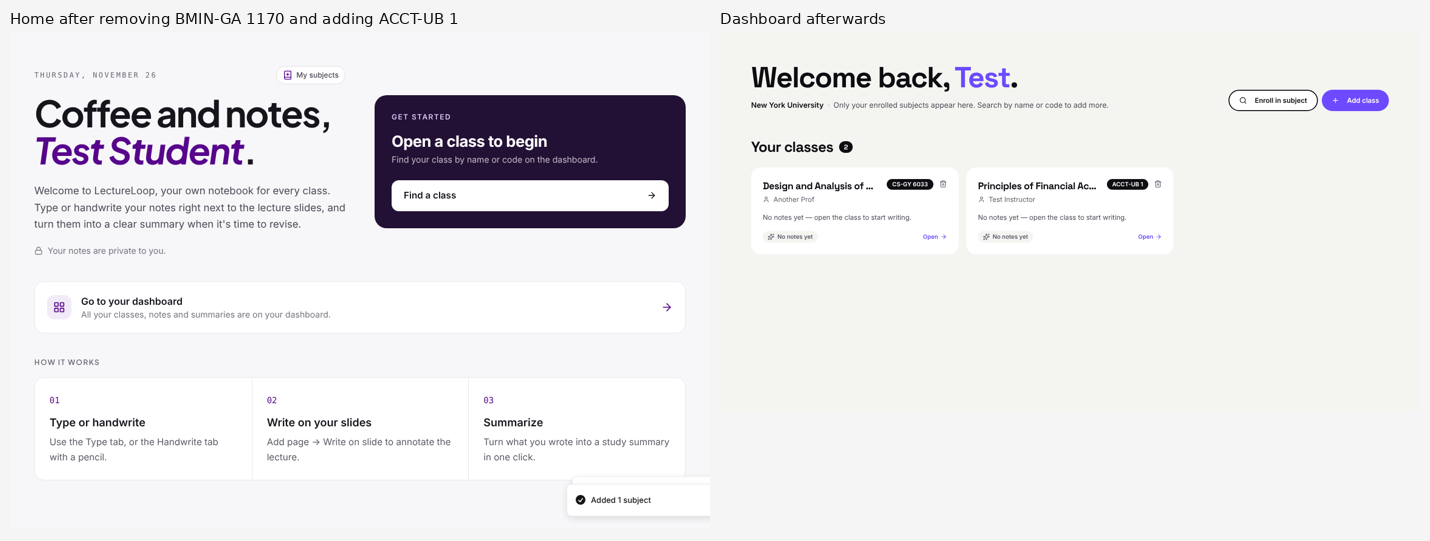 Home after removing BMIN-GA 1170 and adding ACCT-UB 1
THURSDAY, NOVEMBER 26
My subjects
Coffee and notes,
Test Student.
Welcome to LectureLoop, your own notebook for every class.
Type or handwrite your notes right next to the lecture slides, and
turn them into a clear summary when it's time to revise.
Your notes are private to you.
GET STARTED
Open a class to begin
Find your class by name or code on the dashboard.
Find a class
Go to your dashboard
All your classes, notes and summaries are on your dashboard.
HOW IT WORKS
01
Type or handwrite
Use the Type tab, or the Handwrite tab
with a pencil.
02
Write on your slides
Add page → Write on slide to annotate the
lecture.
03
Summarize
Turn what you wrote into a study summary
in one click.
Added 1 subject
Dashboard afterwards
Welcome back, Test.
New York University · Only your enrolled subjects appear here. Search by name or code to add more.
Enroll in subject
+ Add class
Your classes 2
Design and Analysis of ... CS-GY 6033
Another Prof
No notes yet — open the class to start writing.
No notes yet
Open →
Principles of Financial Ac... ACCT-UB 1
Test Instructor
No notes yet — open the class to start writing.
No notes yet
Open →